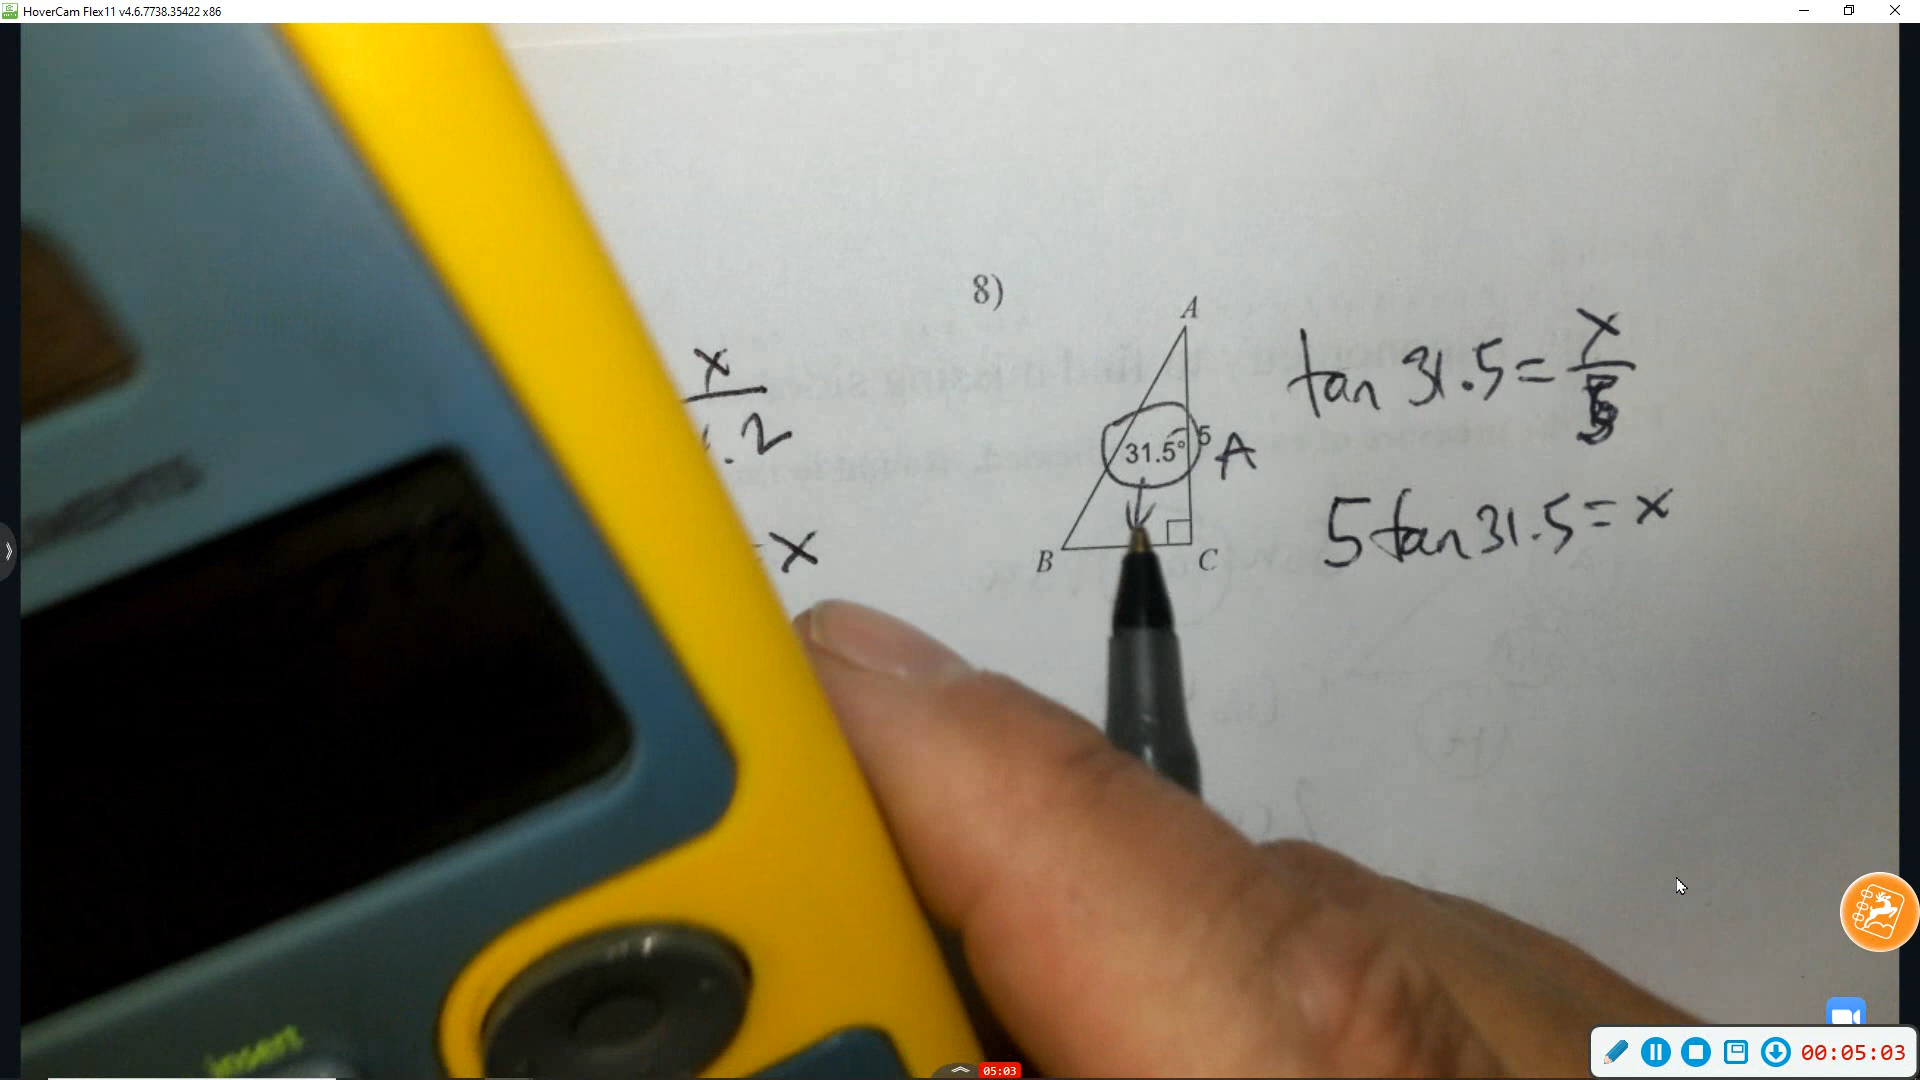 HoverCam Flex11 v4.6.7738.35422 x86
8)
A
x
.2
=x
31.5°
5
A
B
C
tan 31.5 = x
5
5 tan 31.5 = x
insert
05:03
00:05:03